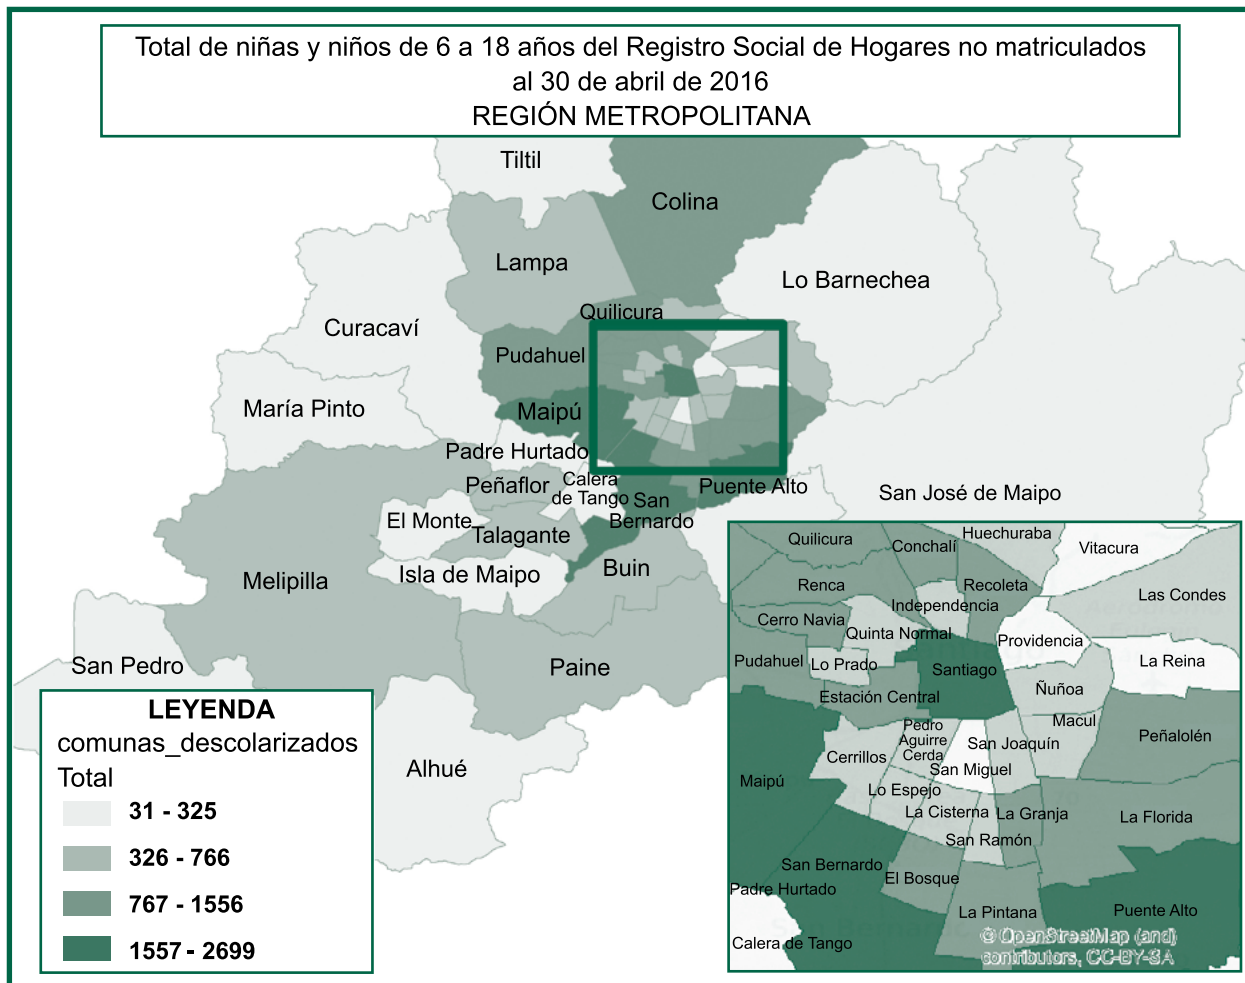 Total de niñas y niños de 6 a 18 años del Registro Social de Hogares no matriculados
al 30 de abril de 2016
REGIÓN METROPOLITANA
Tiltil
Colina
Lampa
Lo Barnechea
Quilicura
Curacaví
Pudahuel
María Pinto
Maipú
Padre Hurtado
Calera
de Tango
Peñaflor
Puente Alto
San
Bernardo
San José de Maipo
El Monte
Talagante
Isla de Maipo
Buin
Melipilla
San Pedro
Paine
Alhué
LEYENDA
comunas_descolarizados
Total
31 - 325
326 - 766
767 - 1556
1557 - 2699
Huechuraba
Quilicura
Conchalí
Vitacura
Renca
Recoleta
Las Condes
Independencia
Cerro Navia
Quinta Normal
Providencia
Pudahuel
Lo Prado
Santiago
La Reina
Estación Central
Ñuñoa
Macul
Pedro
Aguirre
Cerda
San Joaquín
Peñalolén
Cerrillos
San Miguel
Maipú
Lo Espejo
La Cisterna
La Granja
La Florida
San Ramón
San Bernardo
El Bosque
Padre Hurtado
La Pintana
Puente Alto
Calera de Tango
© OpenStreetMap (and)
contributors, CC-BY-SA